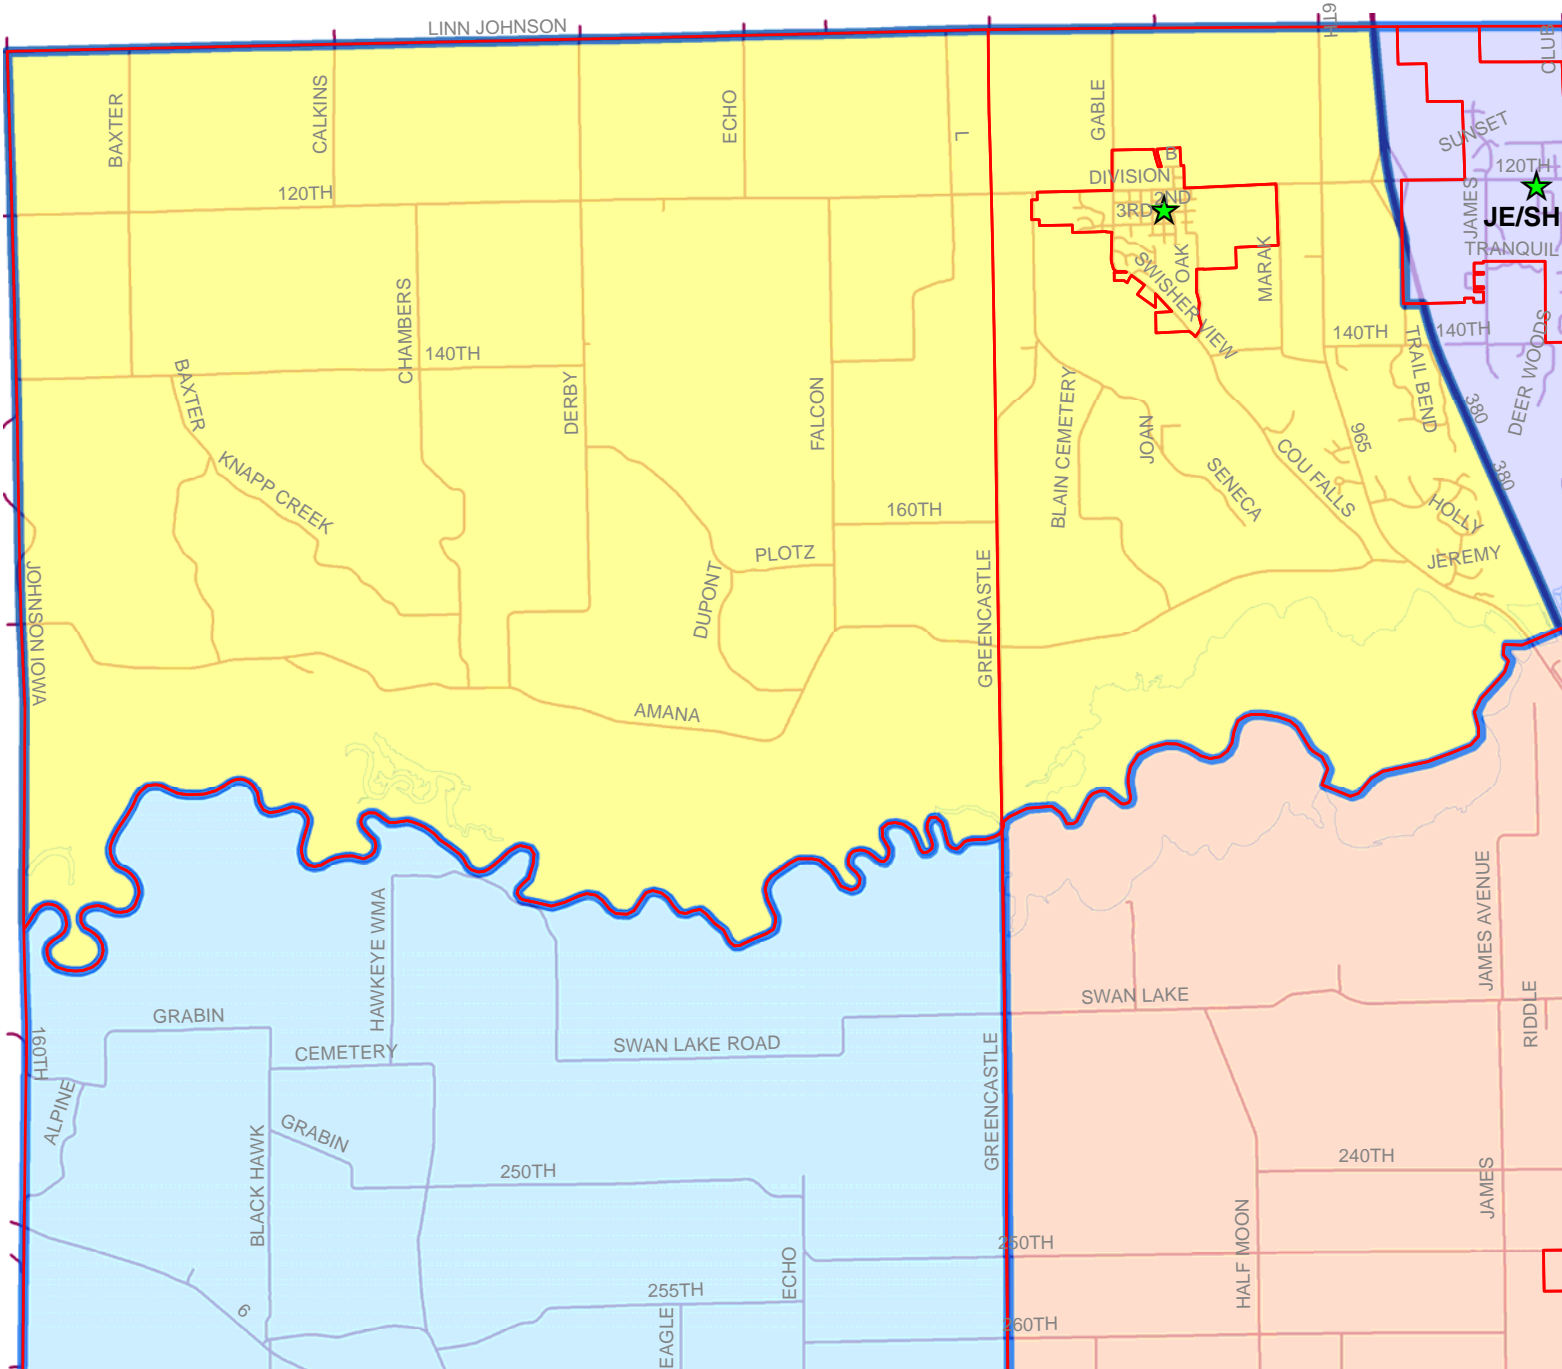 LINN JOHNSON
6TH
CLUB
BAXTER
CALKINS
ECHO
L
GABLE
SUNSET
B
DIVISION
120TH
120TH
2ND
3RD
JAMES
JE/SH
TRANQUIL
OAK
MARAK
SWISHER VIEW
CHAMBERS
140TH
140TH
140TH
BAXTER
DERBY
FALCON
BLAIN CEMETERY
JOAN
TRAIL BEND
380
DEER WOODS
965
KNAPP CREEK
SENECA
COU FALLS
380
160TH
HOLLY
PLOTZ
JEREMY
JOHNSON IOWA
DUPONT
GREENCASTLE
AMANA
HAWKEYE WMA
JAMES AVENUE
SWAN LAKE
GRABIN
RIDDLE
160TH
CEMETERY
SWAN LAKE ROAD
ALPINE
GRABIN
GREENCASTLE
BLACK HAWK
250TH
240TH
JAMES
HALF MOON
250TH
ECHO
255TH
6
EAGLE
260TH